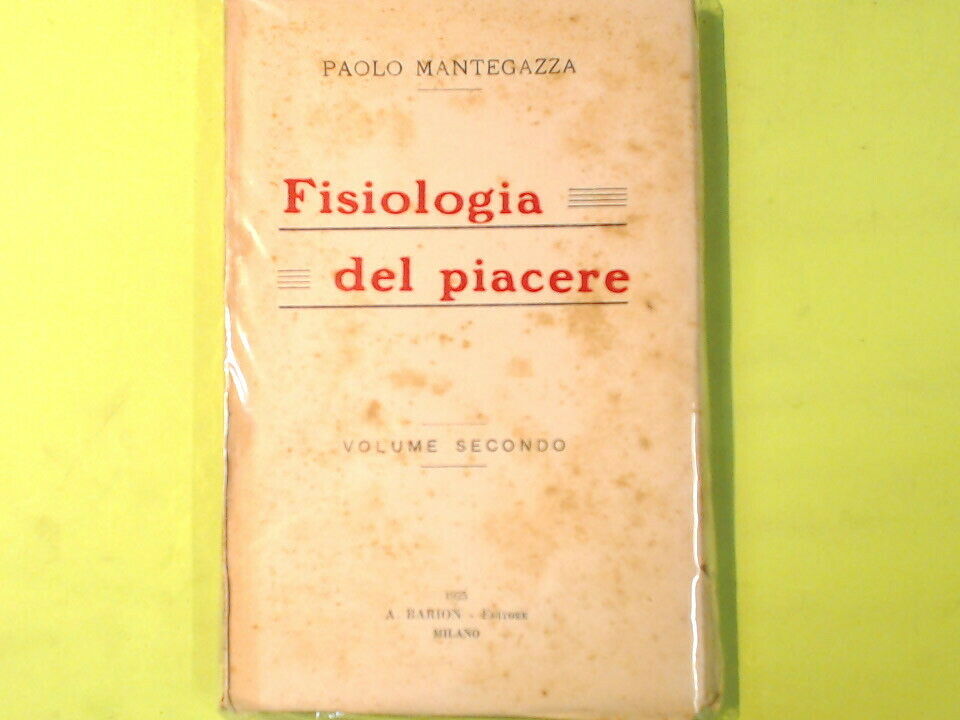 PAOLO MANTEGAZZA
Fisiologia
del piacere
VOLUME SECONDO
1925
A. BARION - EDITORE
MILANO